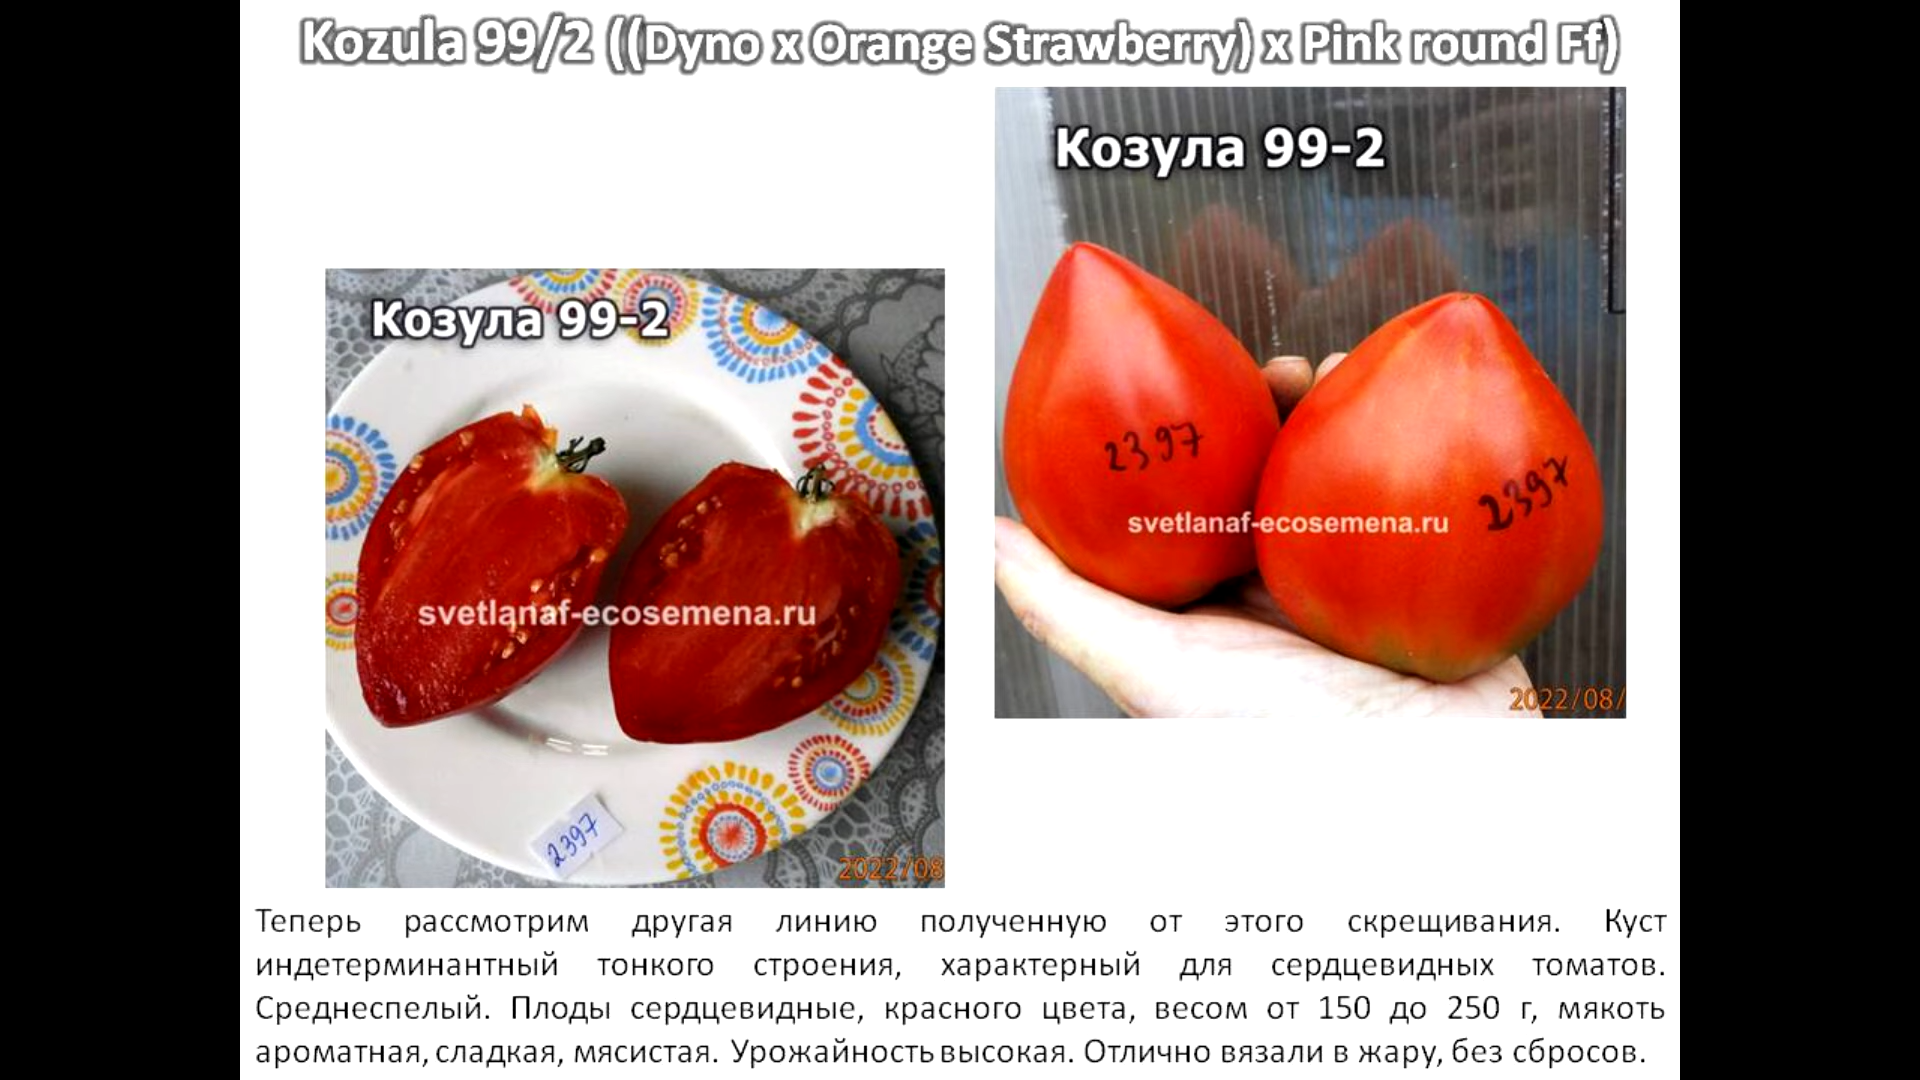 Kozula 99/2 ((Dyno x Orange Strawberry) x Pink round Ff)
Козула 99-2
2397
2397
svetlanaf-ecosemena.ru
2022/08/
Козула 99-2
svetlanaf-ecosemena.ru
2397
2022/08
Теперь рассмотрим другая линию полученную от этого скрещивания. Куст
индетерминантный тонкого строения, характерный для сердцевидных томатов.
Среднеспелый. Плоды сердцевидные, красного цвета, весом от 150 до 250 г, мякоть
ароматная, сладкая, мясистая. Урожайность высокая. Отлично вязали в жару, без сбросов.